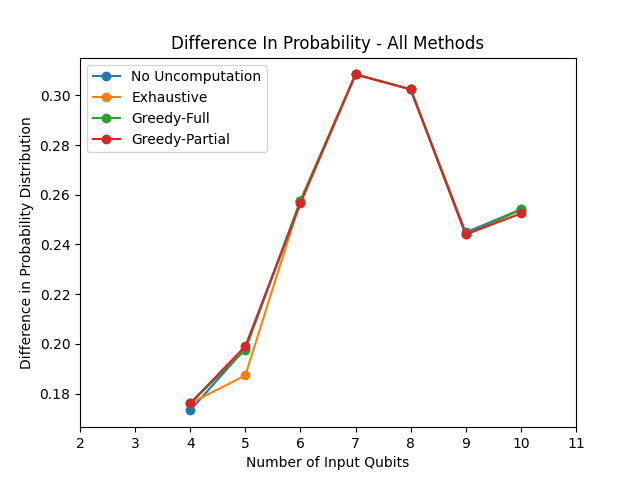 Difference In Probability - All Methods
No Uncomputation
Exhaustive
Greedy-Full
Greedy-Partial
Difference in Probability Distribution
0.30
0.28
0.26
0.24
0.22
0.20
0.18
2 3 4 5 6 7 8 9 10 11
Number of Input Qubits